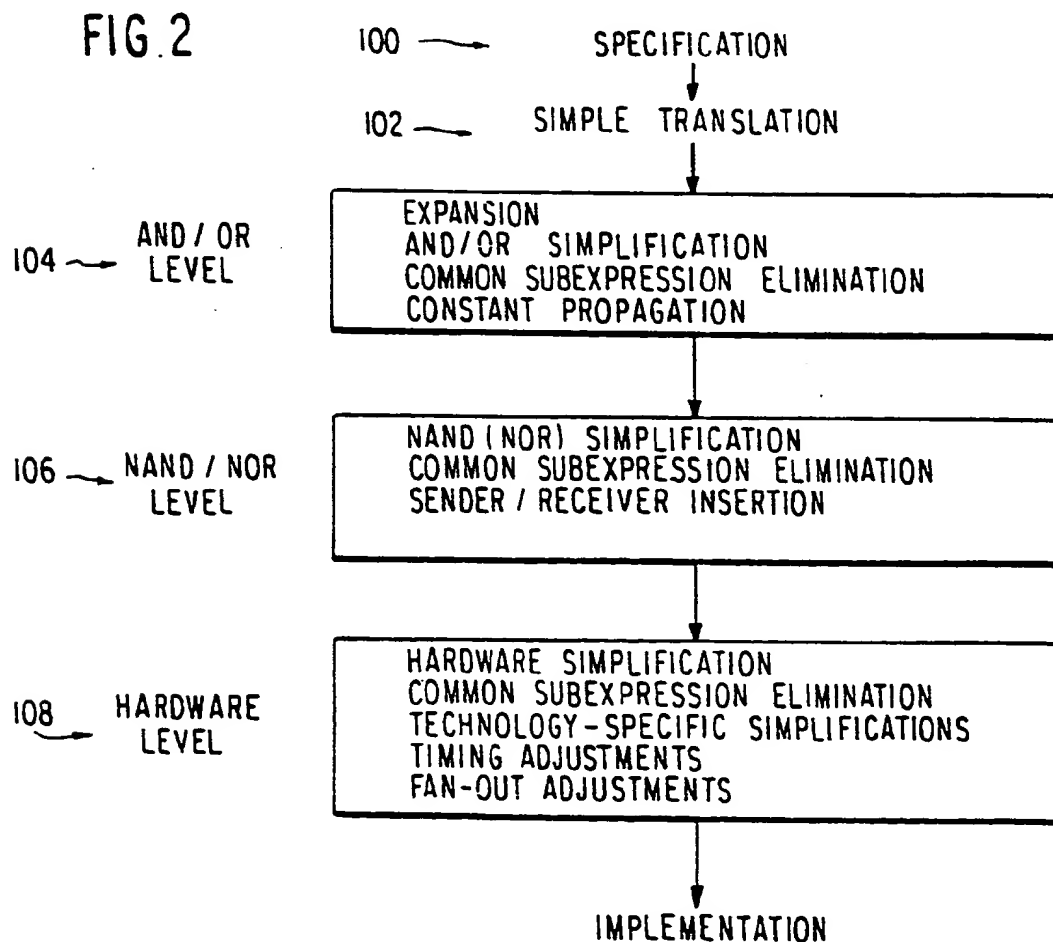 FIG. 2
100 SPECIFICATION
102 SIMPLE TRANSLATION
104 AND / OR LEVEL
EXPANSION
AND/OR SIMPLIFICATION
COMMON SUBEXPRESSION ELIMINATION
CONSTANT PROPAGATION
106 NAND / NOR LEVEL
NAND (NOR) SIMPLIFICATION
COMMON SUBEXPRESSION ELIMINATION
SENDER / RECEIVER INSERTION
108 HARDWARE LEVEL
HARDWARE SIMPLIFICATION
COMMON SUBEXPRESSION ELIMINATION
TECHNOLOGY-SPECIFIC SIMPLIFICATIONS
TIMING ADJUSTMENTS
FAN-OUT ADJUSTMENTS
IMPLEMENTATION